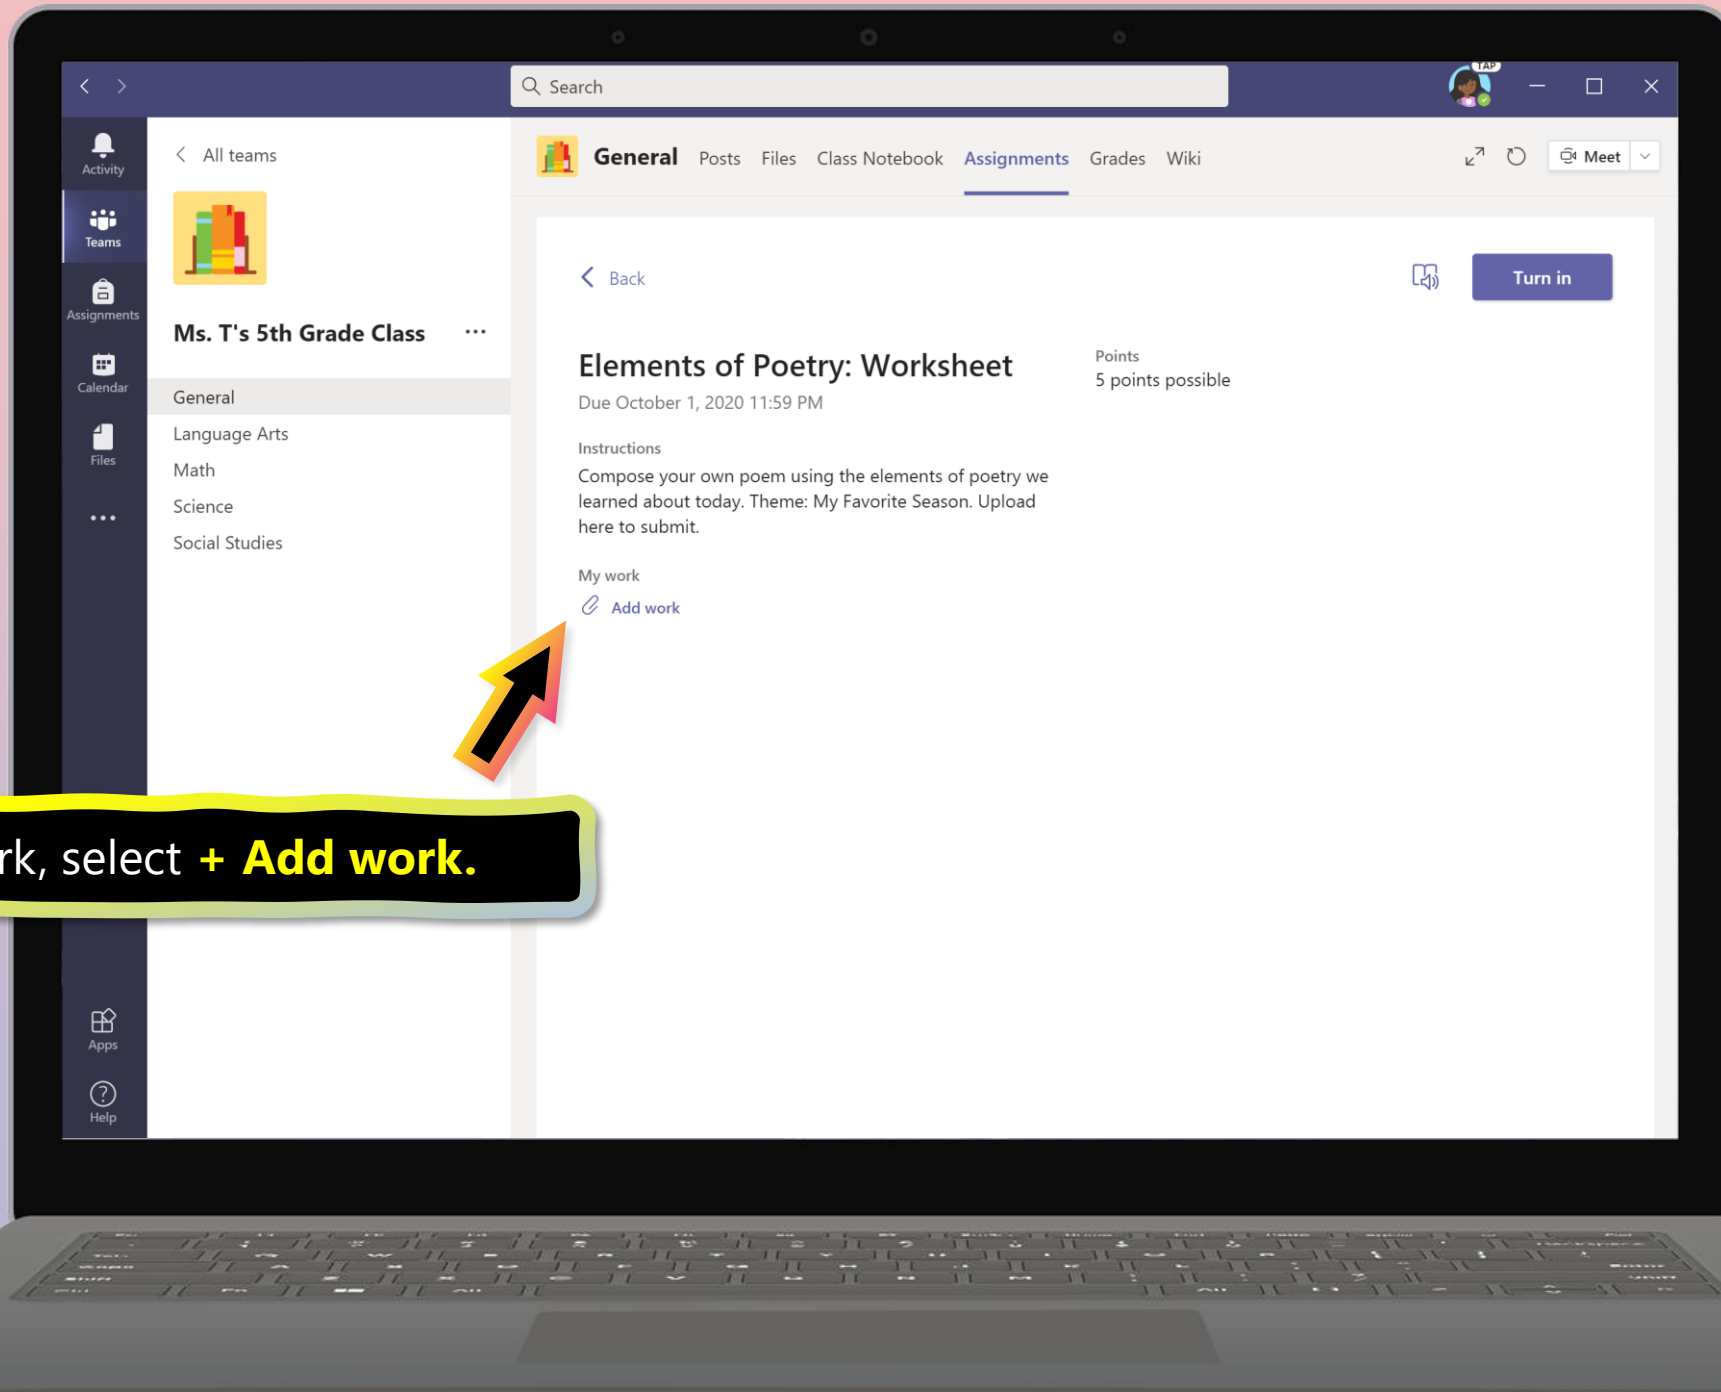 Search
TAP
Activity
Teams
Assignments
Calendar
Files
Apps
Help
All teams
Ms. T's 5th Grade Class
General
Language Arts
Math
Science
Social Studies
General Posts Files Class Notebook Assignments Grades Wiki
Meet
Back
Turn in
Elements of Poetry: Worksheet
Due October 1, 2020 11:59 PM
Points
5 points possible
Instructions
Compose your own poem using the elements of poetry we
learned about today. Theme: My Favorite Season. Upload
here to submit.
My work
Add work
rk, select + Add work.